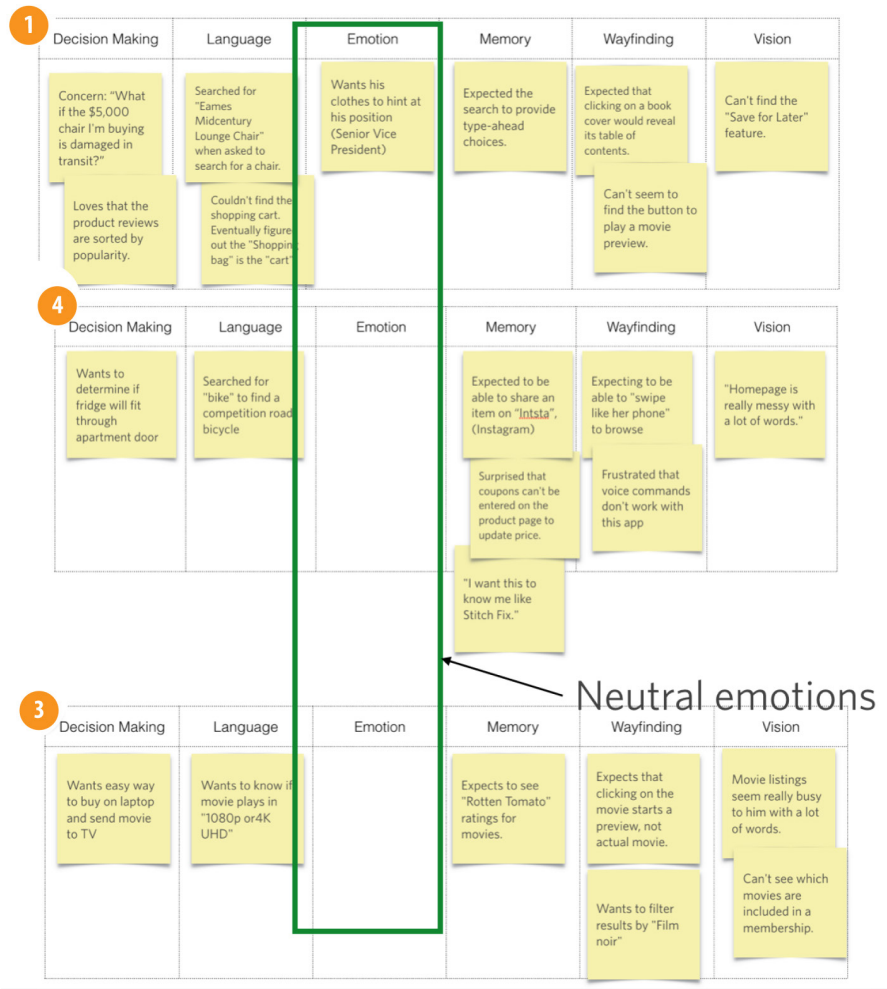 1
Decision Making
Language
Emotion
Memory
Wayfinding
Vision
Concern: "What
if the $5,000
chair I'm buying
is damaged in
transit?"
Loves that the
product reviews
are sorted by
popularity.
Searched for
"Eames
Midcentury
Lounge Chair"
when asked to
search for a chair.
Couldn't find the
shopping cart.
Eventually figure
out the "Shopping
bag" is the "cart"
Wants his
clothes to hint at
his position
(Senior Vice
President)
Expected the
search to provide
type-ahead
choices.
Expected that
clicking on a book
cover would reveal
its table of
contents.
Can't seem to
find the button to
play a movie
preview.
Can't find the
"Save for Later"
feature.
4
Decision Making
Language
Emotion
Memory
Wayfinding
Vision
Wants to
determine if
fridge will fit
through
apartment door
Searched for
"bike" to find a
competition road
bicycle
Expected to be
able to share an
item on "Intsta",
(Instagram)
Surprised that
coupons can't be
entered on the
product page to
update price.
"I want this to
know me like
Stitch Fix."
Expecting to be
able to "swipe
like her phone"
to browse
Frustrated that
voice commands
don't work with
this app
"Homepage is
really messy with
a lot of words."
Neutral emotions
3
Decision Making
Language
Emotion
Memory
Wayfinding
Vision
Wants easy way
to buy on laptop
and send movie
to TV
Wants to know if
movie plays in
"1080p or4K
UHD"
Expects to see
"Rotten Tomato"
ratings for
movies.
Expects that
clicking on the
movie starts a
preview, not
actual movie.
Wants to filter
results by "Film
noir"
Movie listings
seem really busy
to him with a lot
of words.
Can't see which
movies are
included in a
membership.